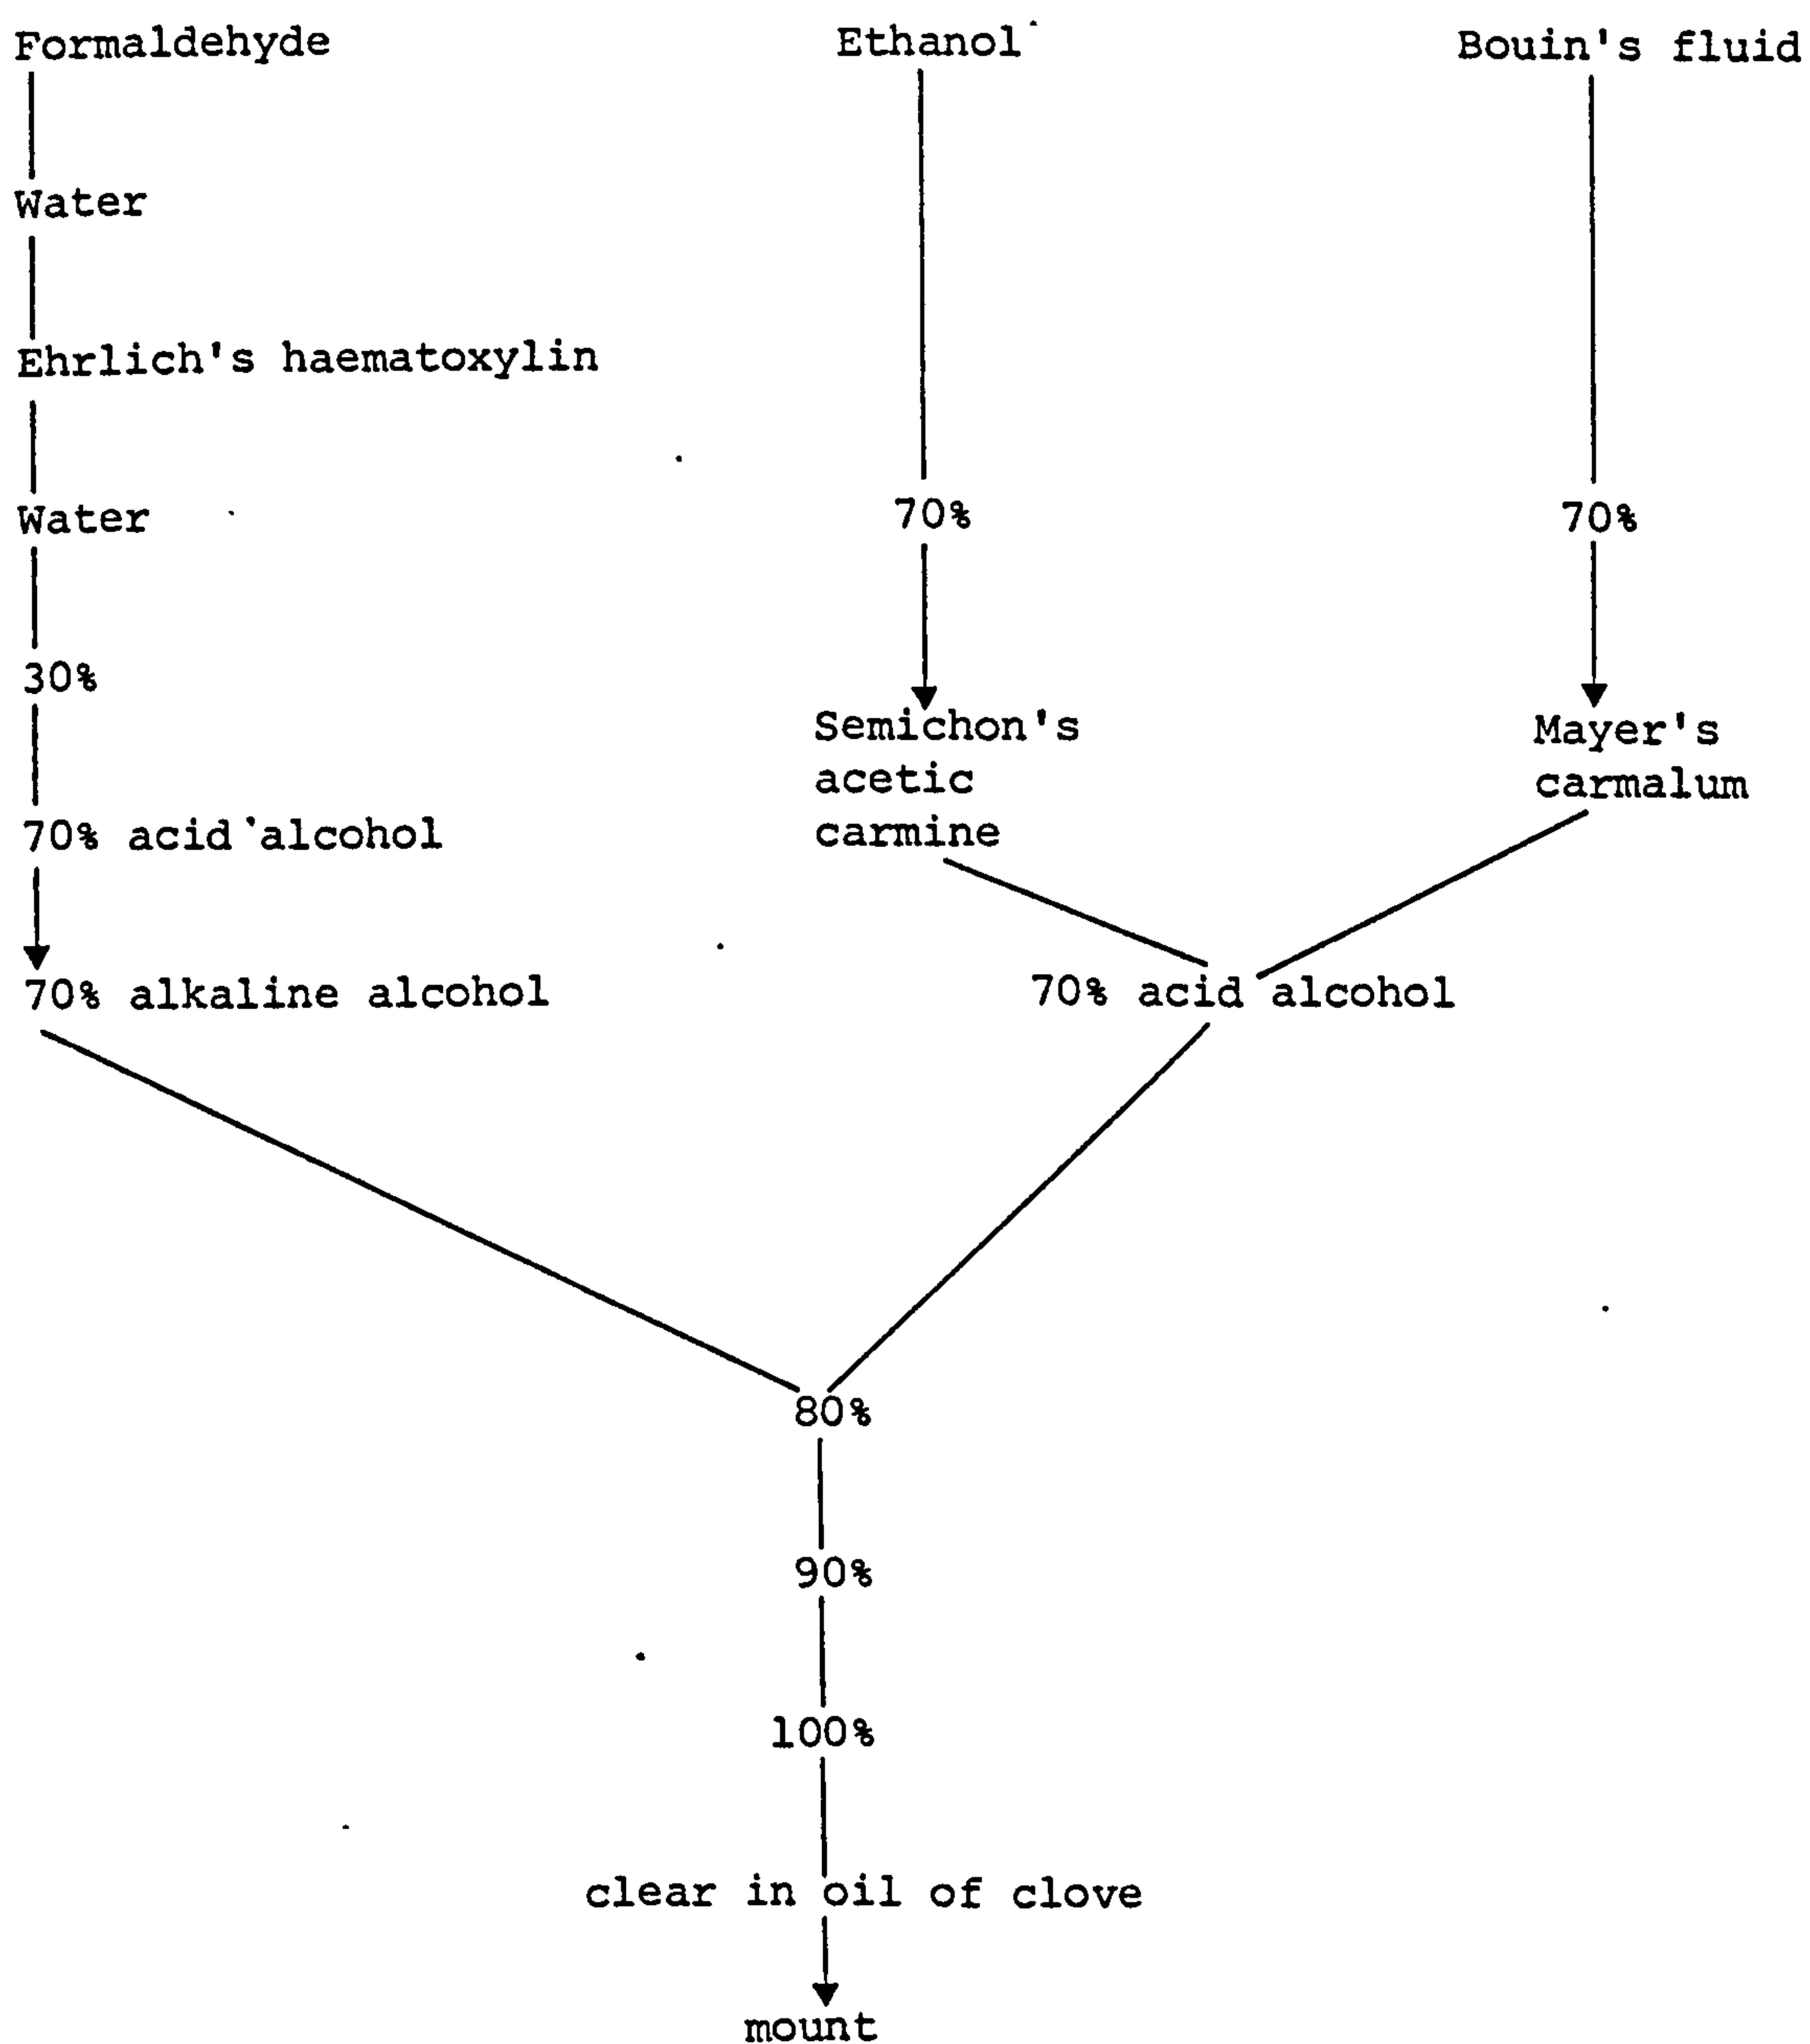 Formaldehyde
Ethanol
Bouin's fluid
Water
Ehrlich's haematoxylin
Water
70%
70%
30%
Semichon's
acetic
carmine
Mayer's
carmalum
70% acid alcohol
70% alkaline alcohol
70% acid alcohol
80%
90%
100%
clear in oil of clove
mount